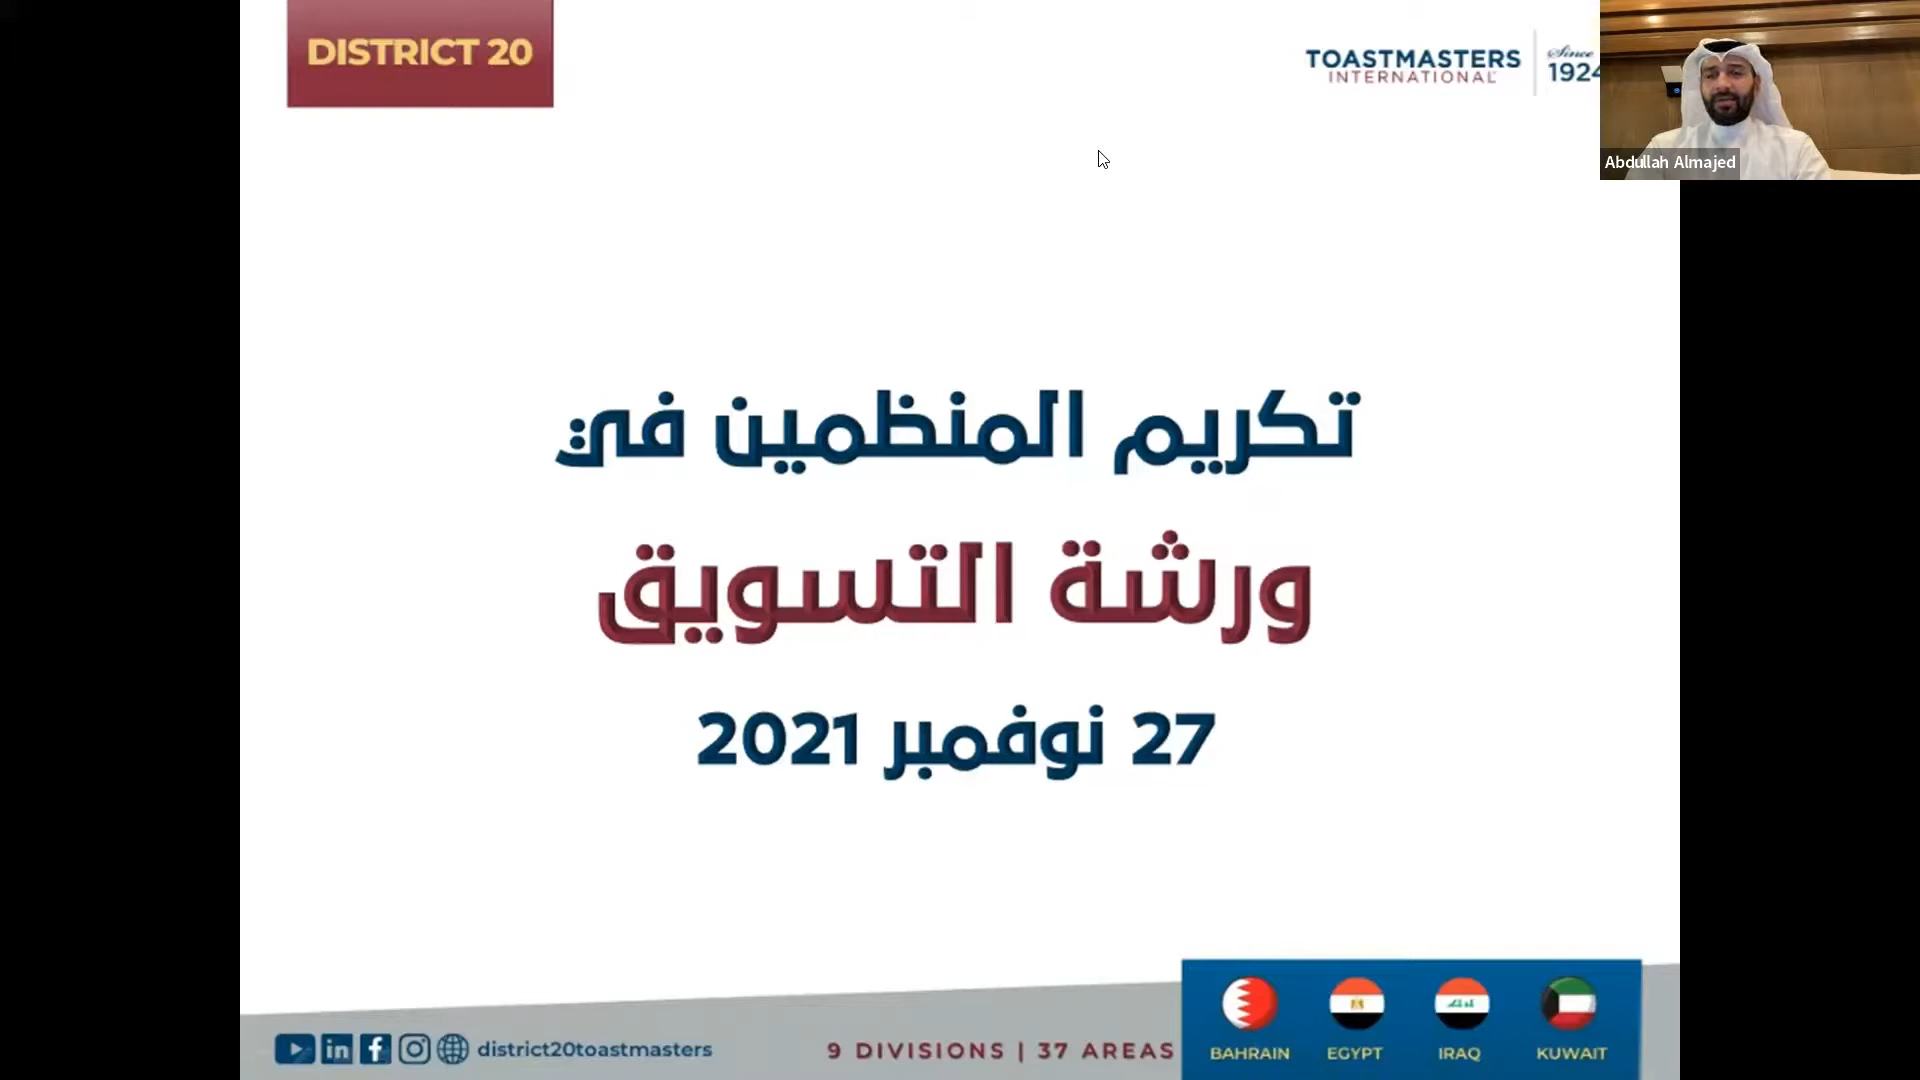 DISTRICT 20
TOASTMASTERS
INTERNATIONAL
Since
1924
Abdullah Almajed
تكريم المنظمين في
ورشة التسويق
27 نوفمبر 2021
district20toastmasters
9 DIVISIONS | 37 AREAS
BAHRAIN EGYPT IRAQ KUWAIT